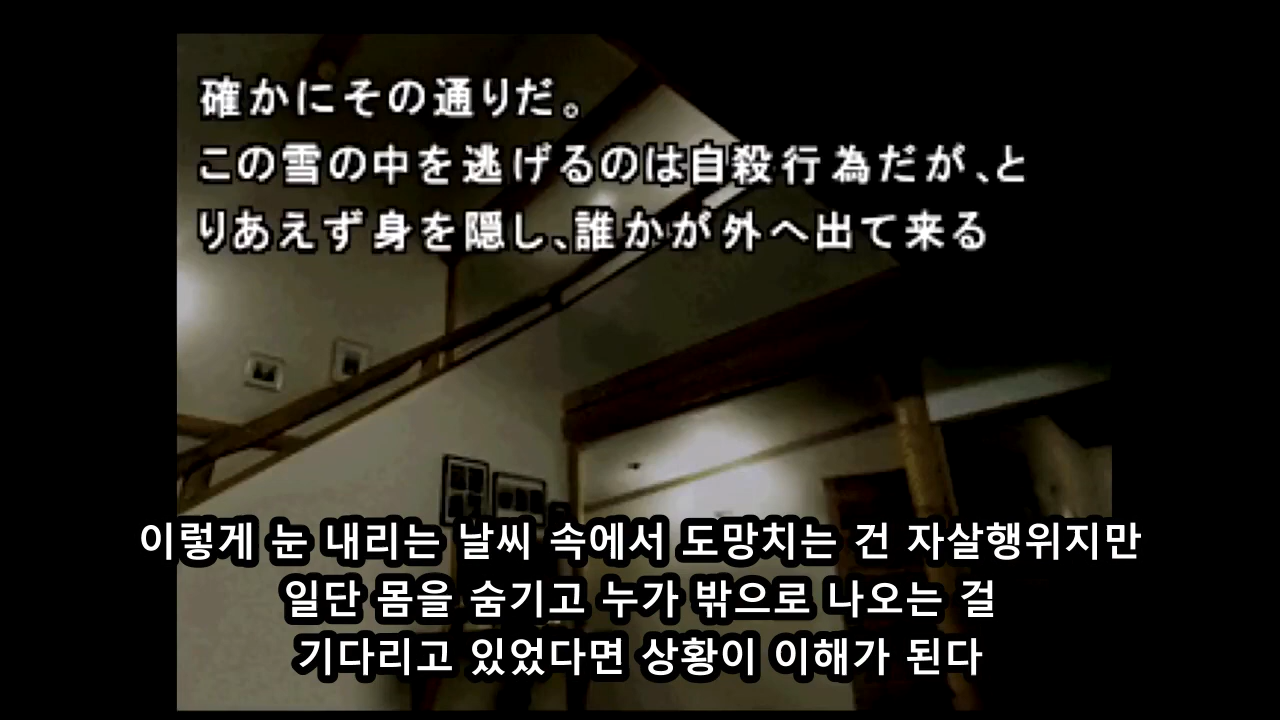 確かにその通りだ。
この雪の中を逃げるのは自殺行為だが、と
りあえず身を隠し、誰かが外へ出て来る
이렇게 눈 내리는 날씨 속에서 도망치는 건 자살행위지만
일단 몸을 숨기고 누가 밖으로 나오는 걸
기다리고 있었다면 상황이 이해가 된다